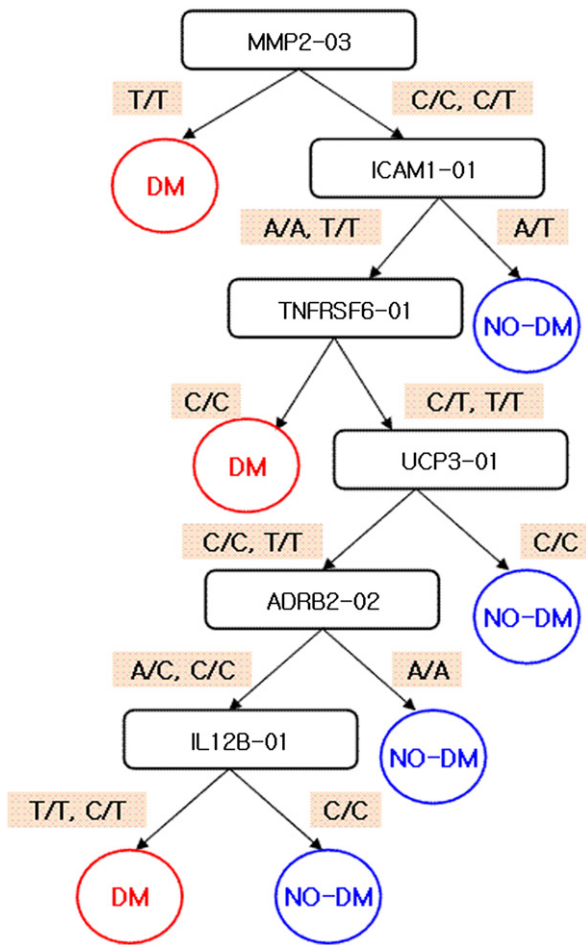 MMP2-03
T/T
C/C, C/T
DM
ICAM1-01
A/A, T/T
A/T
TNFRSF6-01
NO-DM
C/C
C/T, T/T
DM
UCP3-01
C/C, T/T
C/C
ADRB2-02
NO-DM
A/C, C/C
A/A
IL12B-01
NO-DM
T/T, C/T
C/C
DM
NO-DM